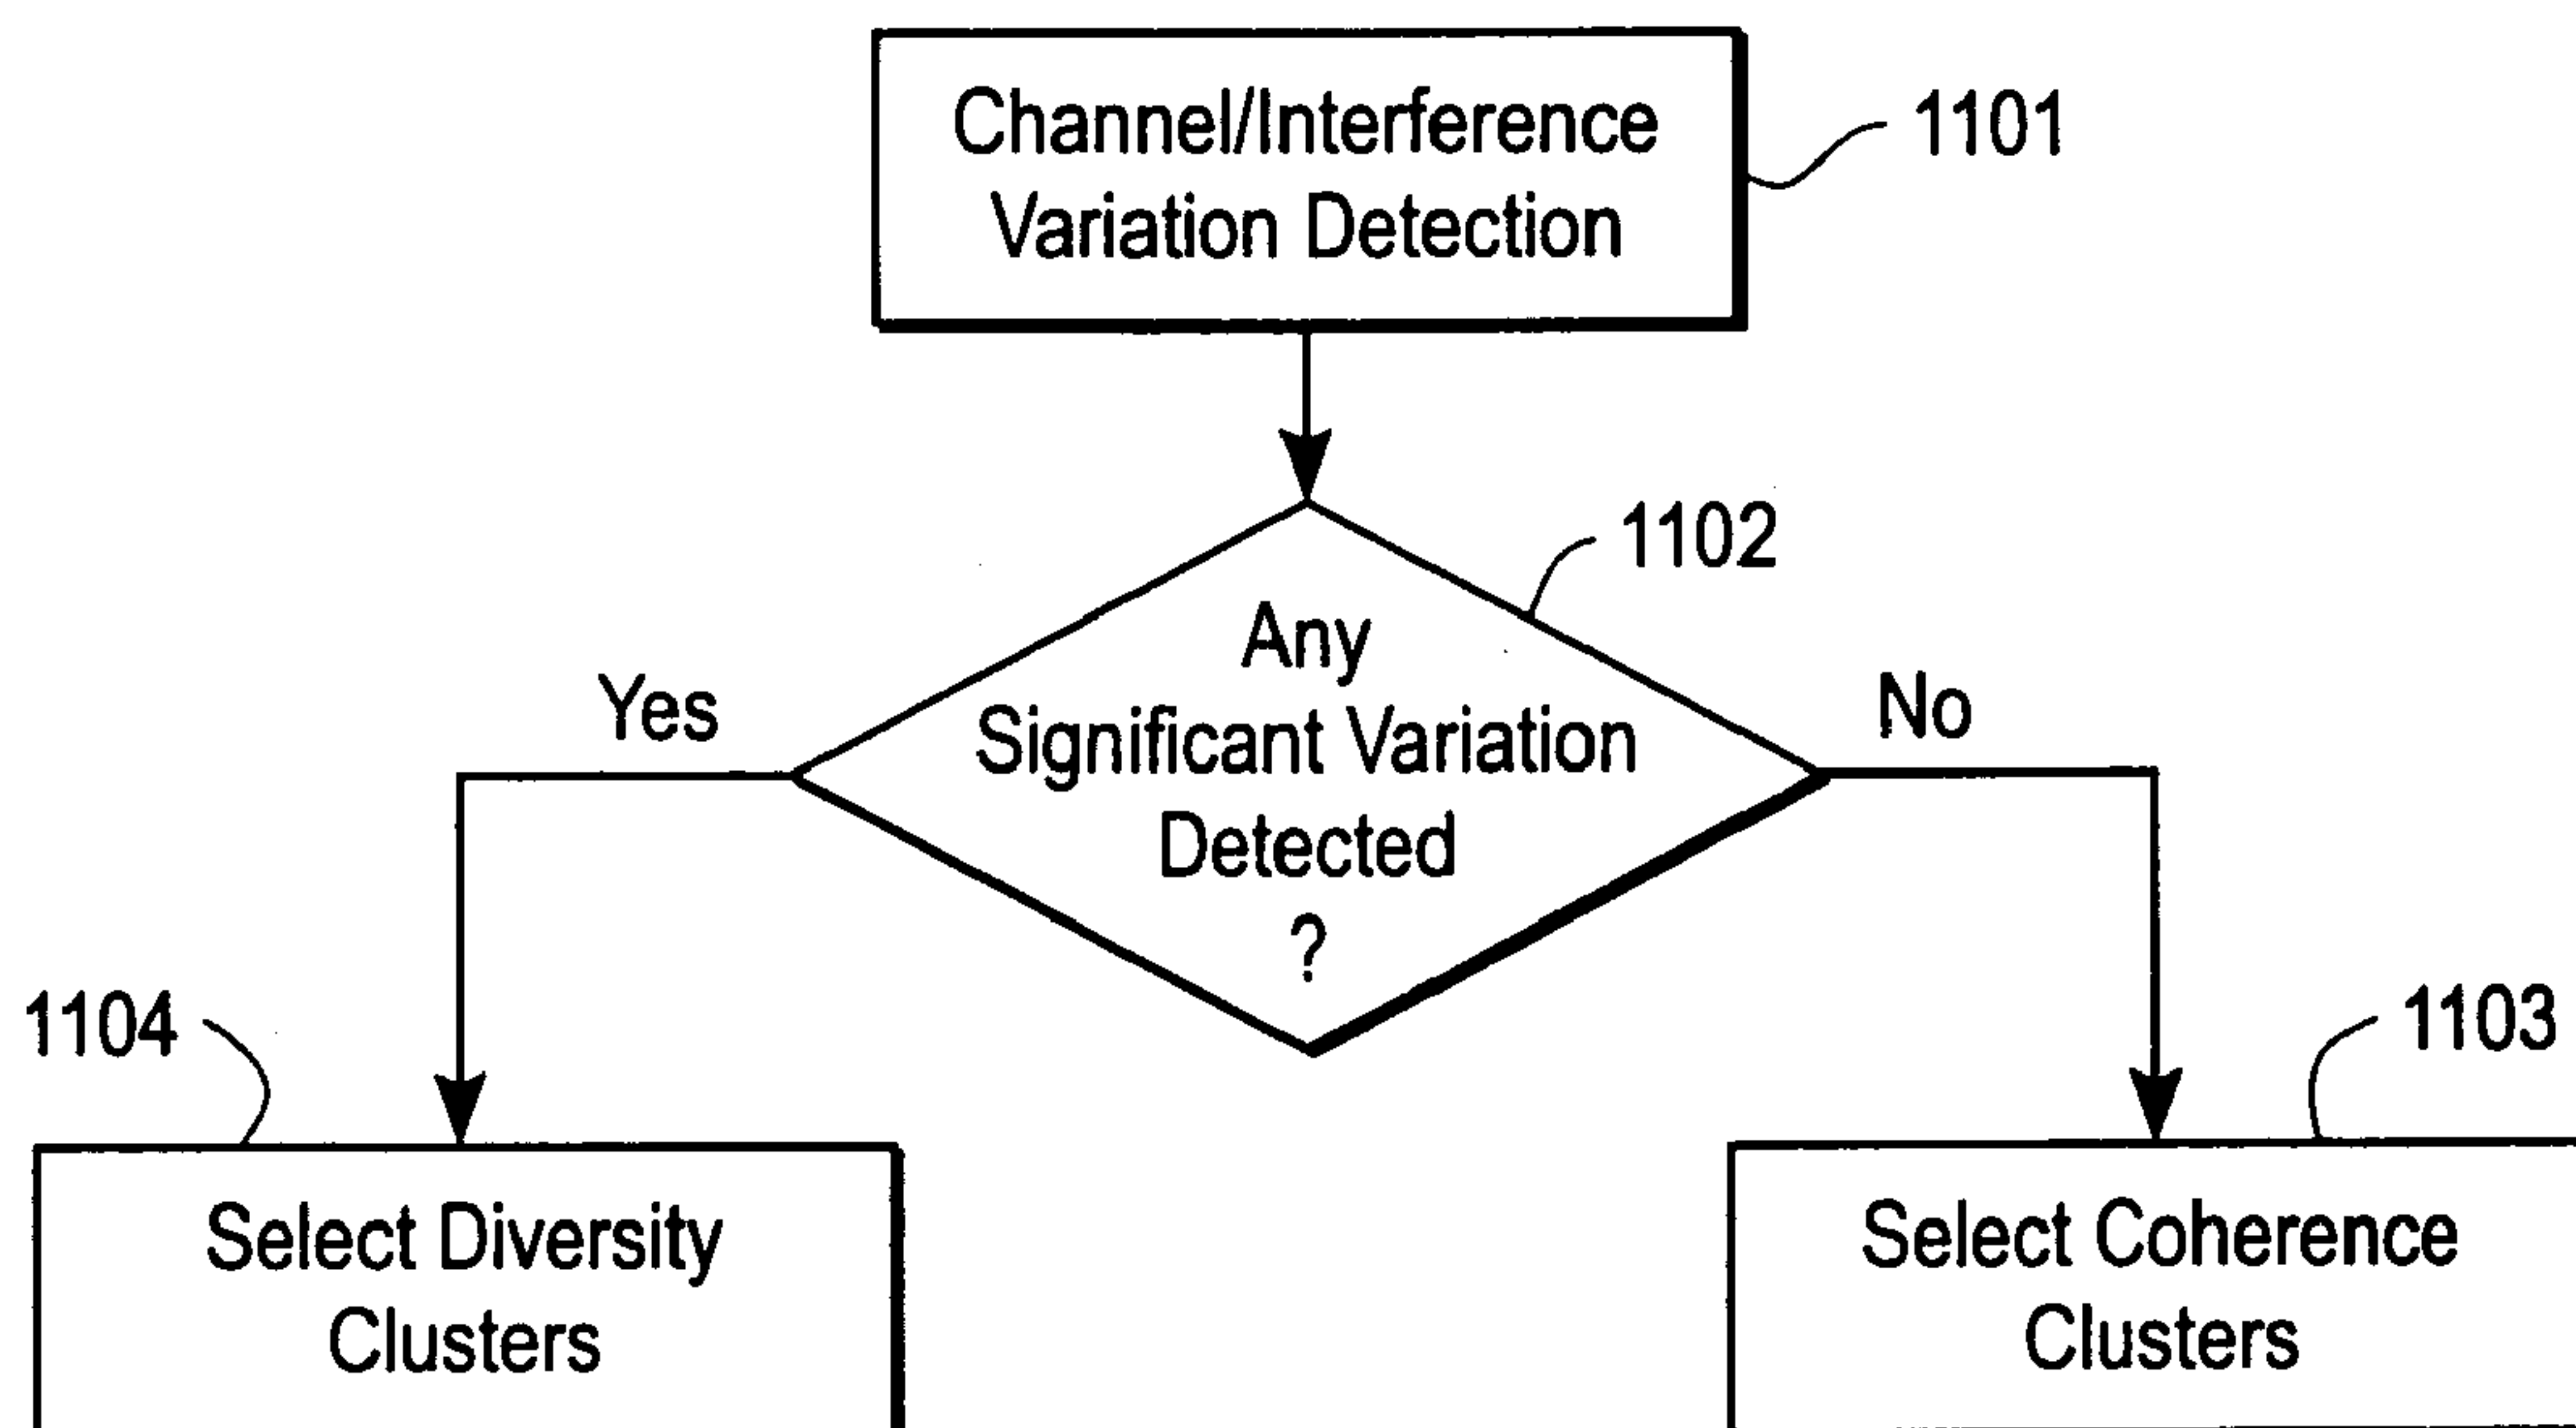 Channel/Interference
Variation Detection
1101
1102
Any
Significant Variation
Detected
?
Yes
No
1104
1103
Select Diversity
Clusters
Select Coherence
Clusters